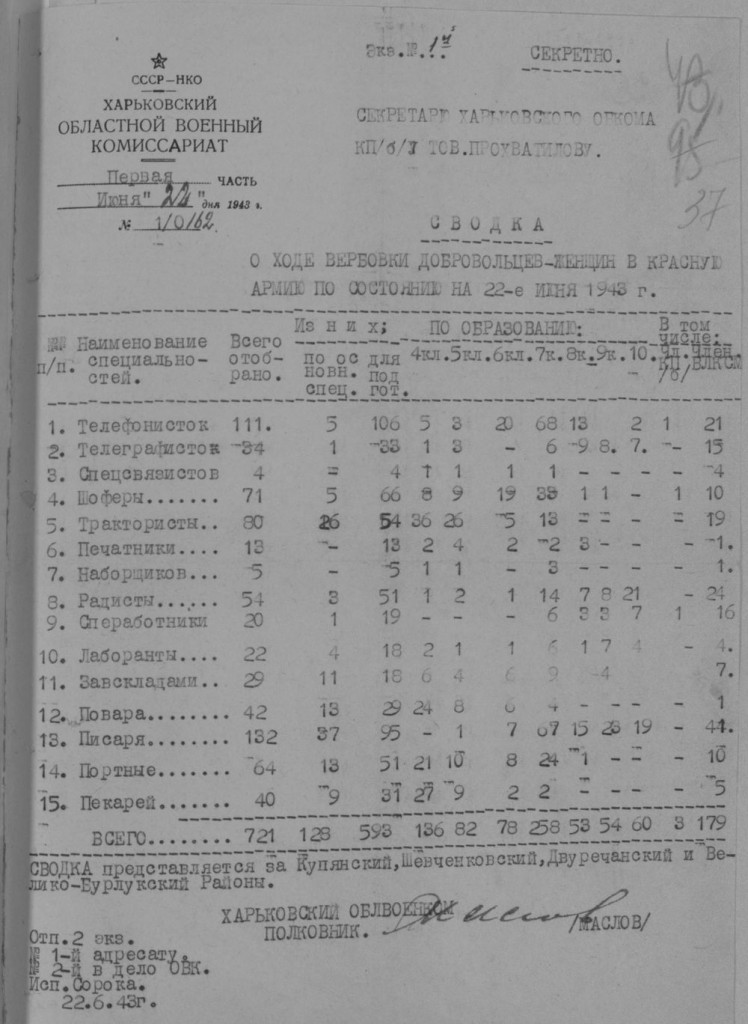 Экз.№ 1й
СЕКРЕТНО.
СССР-НКО
ХАРЬКОВСКИЙ
ОБЛАСТНОЙ ВОЕННЫЙ
КОМИССАРИАТ
Первая ЧАСТЬ
Июня "22" дня 1943 г.
№ 1/0162
СЕКРЕТАРЮ ХАРЬКОВСКОГО ОБКОМА
КП/б/У ТОВ.ПРОФАТИЛОВУ.
37
С В О Д К А
О ХОДЕ ВЕРБОВКИ ДОБРОВОЛЬЦЕВ-ЖЕНЩИН В КРАСНУЮ
АРМИЮ ПО СОСТОЯНИЮ НА 22-е ИЮНЯ 1943 г.
№№ п/п. Наименование специально-стей. Всего отоб-рано. Из них; по ос новн. спец. для под гот. ПО ОБРАЗОВАНИЮ: 4кл. 5кл. 6кл. 7к. 8к. 9к. 10. В том числе: Чл. КП /б/ Член. ВЛКСМ
1. Телефонисток 111. 5 106 5 3 20 68 13 2 1 21
2. Телеграфисток 34 1 33 1 3 - 6 9 8. 7. - 15
3. Спецсвязистов 4 = 4 1 1 1 1 - - - - 4
4. Шоферы....... 71 5 66 8 9 19 33 1 1 - 1 10
5. Трактористы.. 80 26 54 36 26 5 13 = = - = 19
6. Печатники.... 13 - 13 2 4 2 2 3 - - - 1.
7. Наборщиков... 5 - 5 1 1 - 3 - - - 1.
8. Радисты...... 54 3 51 1 2 1 14 7 8 21 - 24
9. Спеработники 20 1 19 - - - 6 3 3 7 1 16
10. Лаборанты.... 22 4 18 2 1 1 6 1 7 4 - 4.
11. Завскладами.. 29 11 18 6 4 6 9 -4 7.
12. Повара........ 42 13 29 24 8 6 4 - - - - 1
13. Писаря....... 132 37 95 - 1 7 67 15 23 19 - 41.
14. Портные...... 64 13 51 21 10 8 24 1 - - - 10
15. Пекарей....... 40 9 31 27 9 2 2 - - - - 5
ВСЕГО......... 721 128 593 136 82 78 258 53 54 60 3 179
СВОДКА представляется за Купянский,Шевченковский,Двуречанский и Ве-
лико-Бурлукский Районы.
ХАРЬКОВСКИЙ ОБЛВОЕНКОМ
ПОЛКОВНИК. /МАСЛОВ/
Отп.2 экз.
№ 1-й адресату.
№ 2-й в дело ОВК.
Исп.Сорока.
22.6.43г.